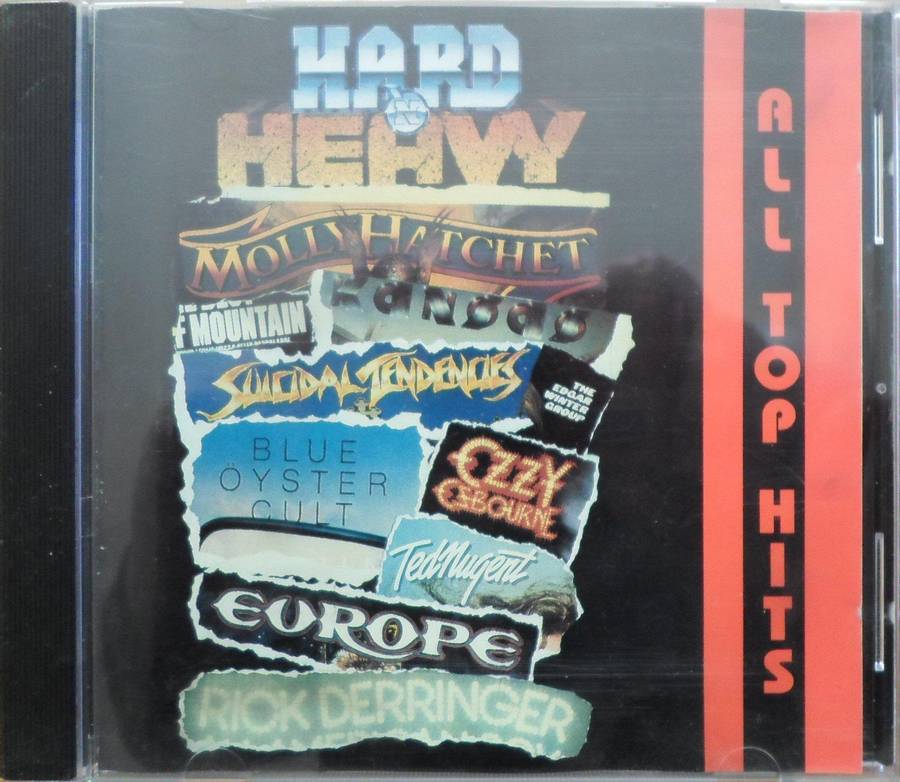 HARD
N
HEAVY
MOLLY HATCHET
KANSAS
F MOUNTAIN
SUICIDAL TENDENCIES
THE
EDGAR
WINTER
GROUP
BLUE
ÖYSTER
CULT
OZZY
OSBOURNE
Ted Nugent
EUROPE
RICK DERRINGER
ALL TOP HITS